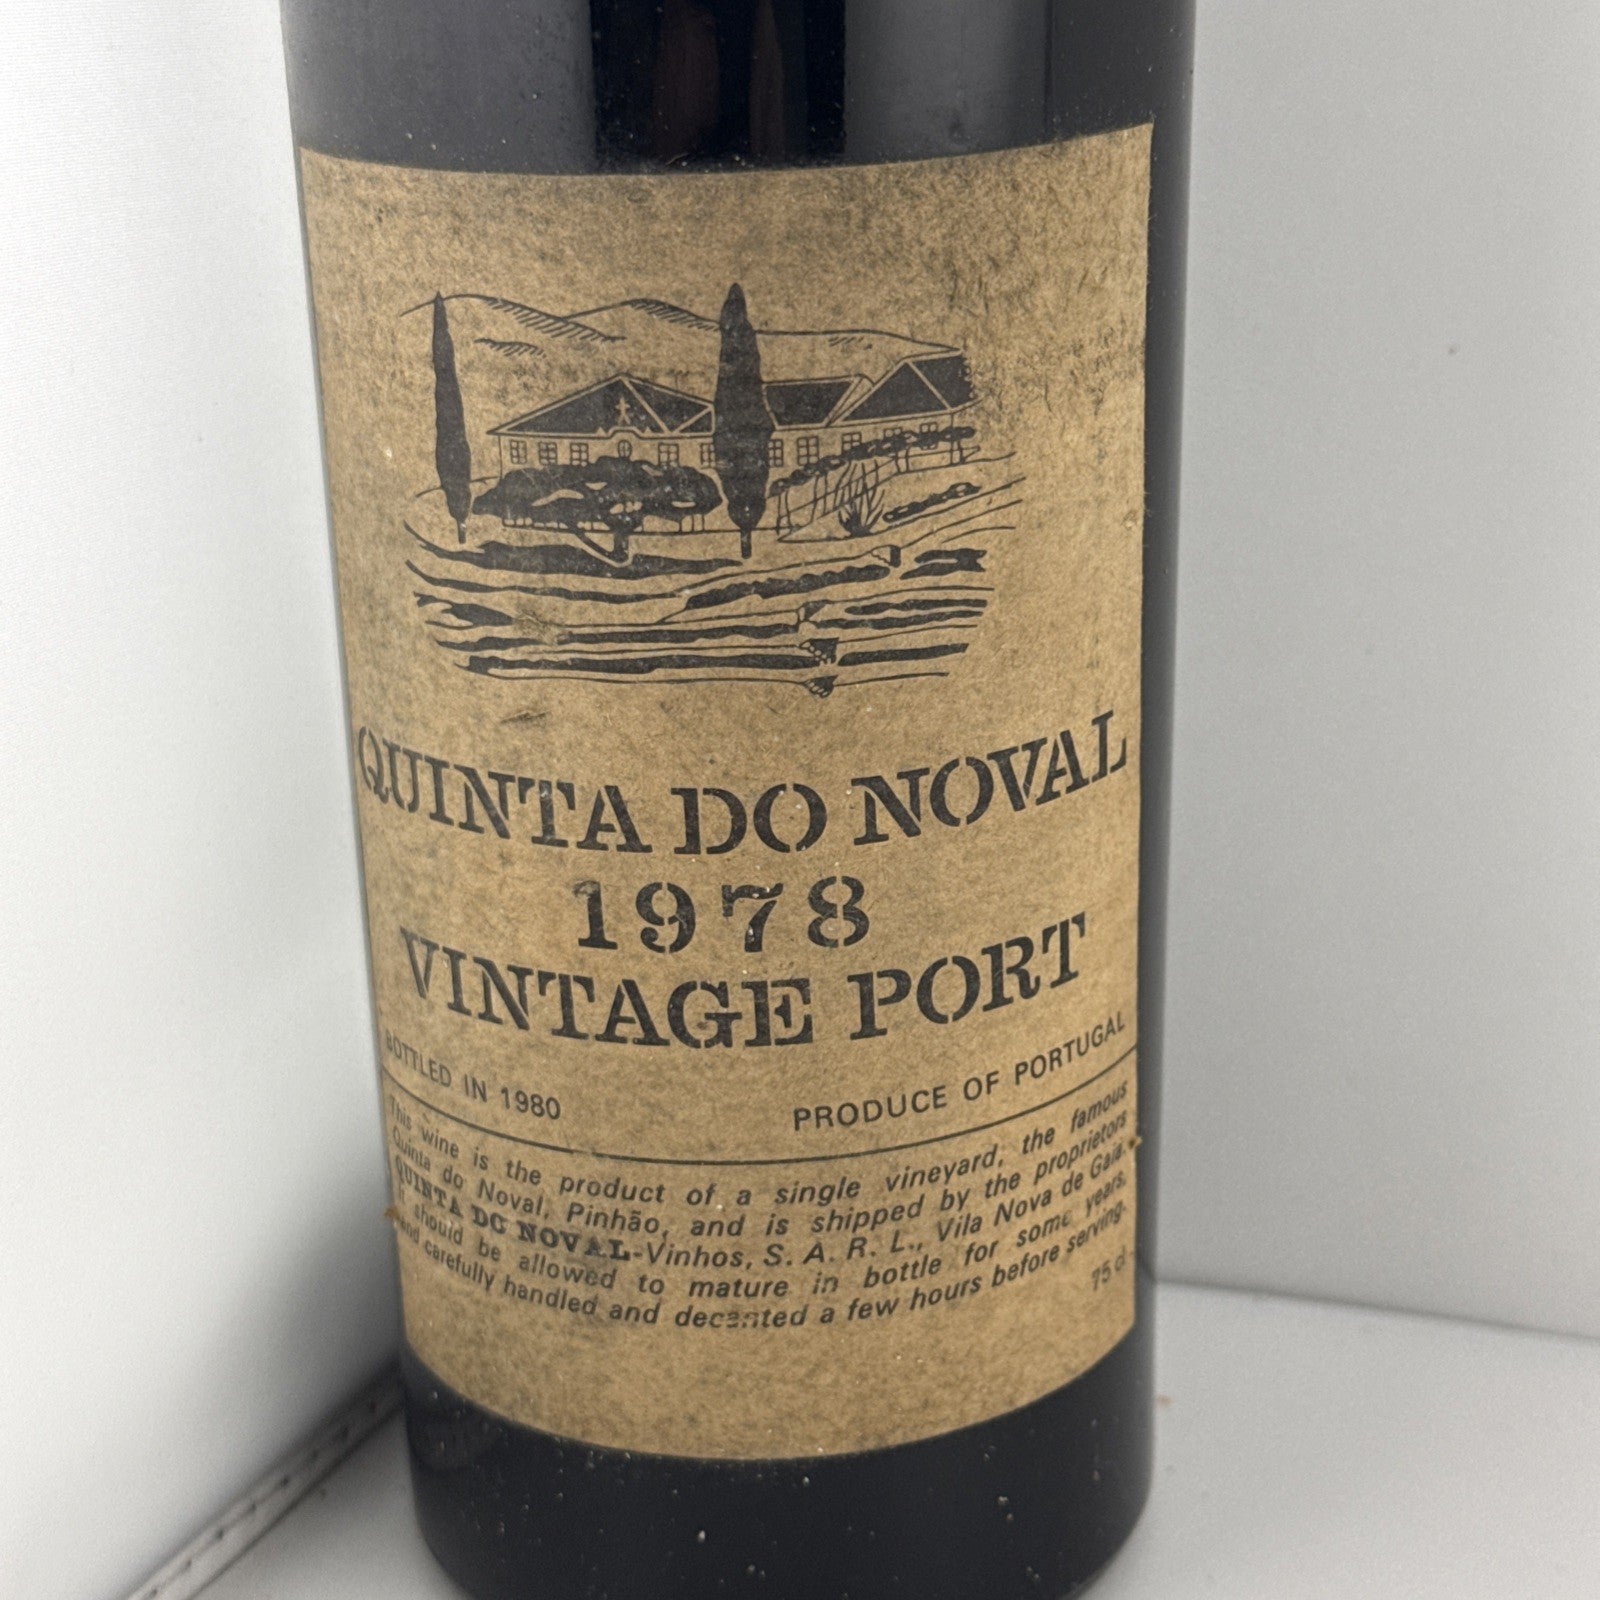 QUINTA DO NOVAL
1978
VINTAGE PORT
BOTTLED IN 1980
PRODUCE OF PORTUGAL
This wine is the product of a single vineyard, the famous
Quinta do Noval, Pinhão, and is shipped by the proprietors
QUINTA DO NOVAL-Vinhos, S. A. R. L., Vila Nova de Gaia.
It should be allowed to mature in bottle for some years,
and carefully handled and decanted a few hours before serving.
75 cl